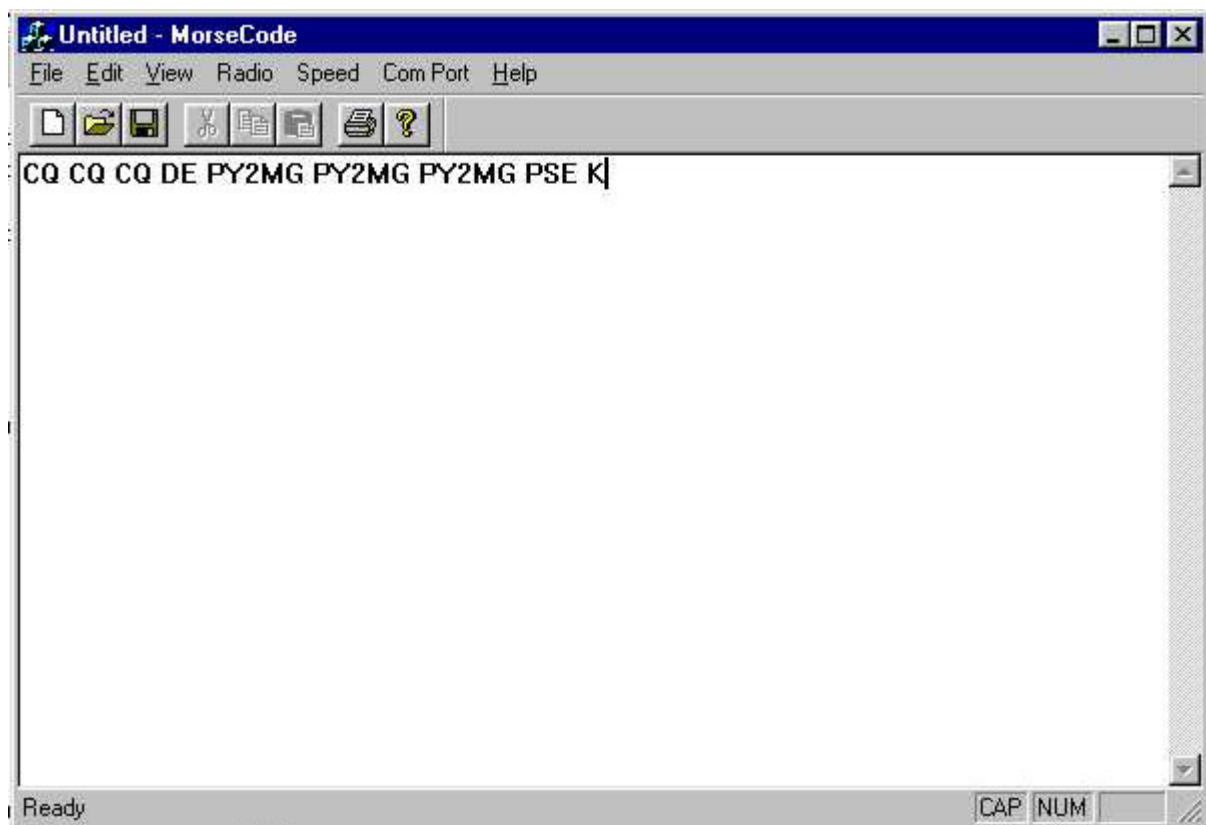 Untitled - MorseCode
File Edit View Radio Speed Com Port Help
CQ CQ CQ DE PY2MG PY2MG PY2MG PSE K
Ready CAP NUM